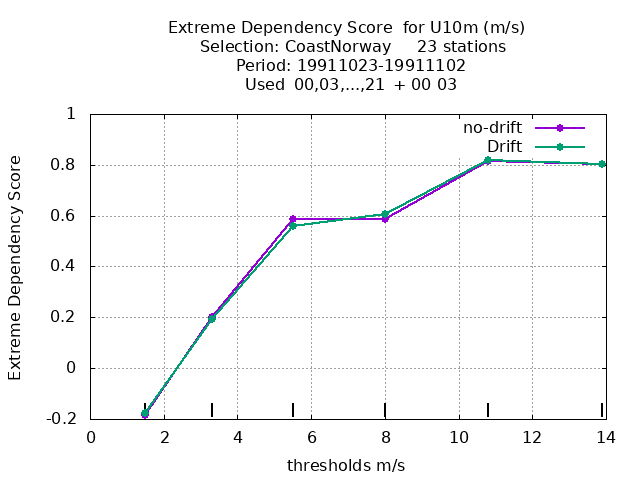 Extreme Dependency Score for U10m (m/s)
Selection: CoastNorway 23 stations
Period: 19911023-19911102
Used 00,03,...,21 + 00 03
no-drift
Drift
Extreme Dependency Score
1
0.8
0.6
0.4
0.2
0
-0.2
0 2 4 6 8 10 12 14
thresholds m/s